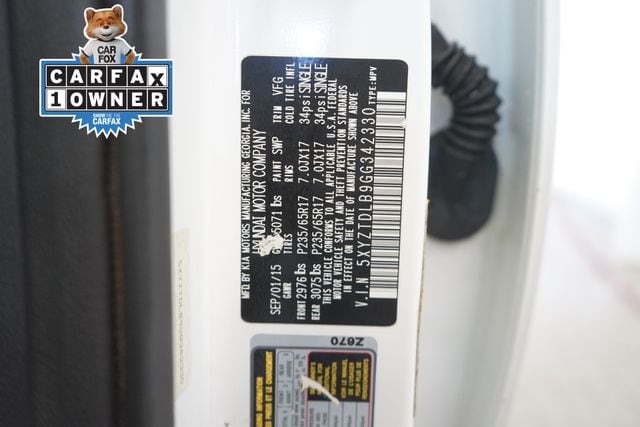 CAR
FOX
CARFAX
1 OWNER
SHOW ME THE
CARFAX
MFD BY KIA MOTORS MANUFACTURING GEORGIA, INC. FOR
HYUNDAI MOTOR COMPANY
SEP/01/15 6071 lbs PAINT SWP TRIM VFG
GAWR TIRES RIMS COLD TIRE INFL
FRONT 2976 lbs P235/65R17 7.0JX17 34psi SINGLE
REAR 3075 lbs P235/65R17 7.0JX17 34psi SINGLE
THIS VEHICLE CONFORMS TO ALL APPLICABLE U.S.A. FEDERAL
MOTOR VEHICLE SAFETY AND THEFT PREVENTION STANDARDS
IN EFFECT ON THE DATE OF MANUFACTURE SHOWN ABOVE.
V.I.N 5XYZTDLB9GG342330 TYPE:MPV
Z670